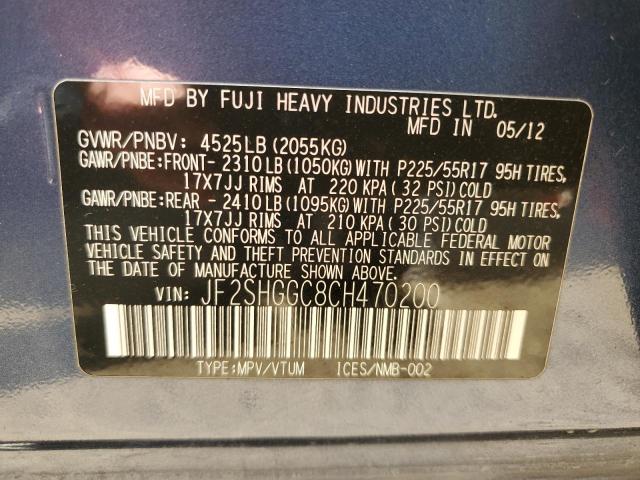 MFD BY FUJI HEAVY INDUSTRIES LTD.
MFD IN 05/12
GVWR/PNBV: 4525LB(2055KG)
GAWR/PNBE:FRONT- 2310LB(1050KG)WITH P225/55R17 95H TIRES,
17X7JJ RIMS AT 220 KPA( 32 PSI)COLD
GAWR/PNBE:REAR - 2410LB(1095KG)WITH P225/55R17 95H TIRES,
17X7JJ RIMS AT 210 KPA( 30 PSI)COLD
THIS VEHICLE CONFORMS TO ALL APPLICABLE FEDERAL MOTOR
VEHICLE SAFETY AND THEFT PREVENTION STANDARDS IN EFFECT
ON THE DATE OF MANUFACTURE SHOWN ABOVE.
VIN: JF2SHGGC8CH470200
TYPE:MPV/VTUM ICES/NMB-002